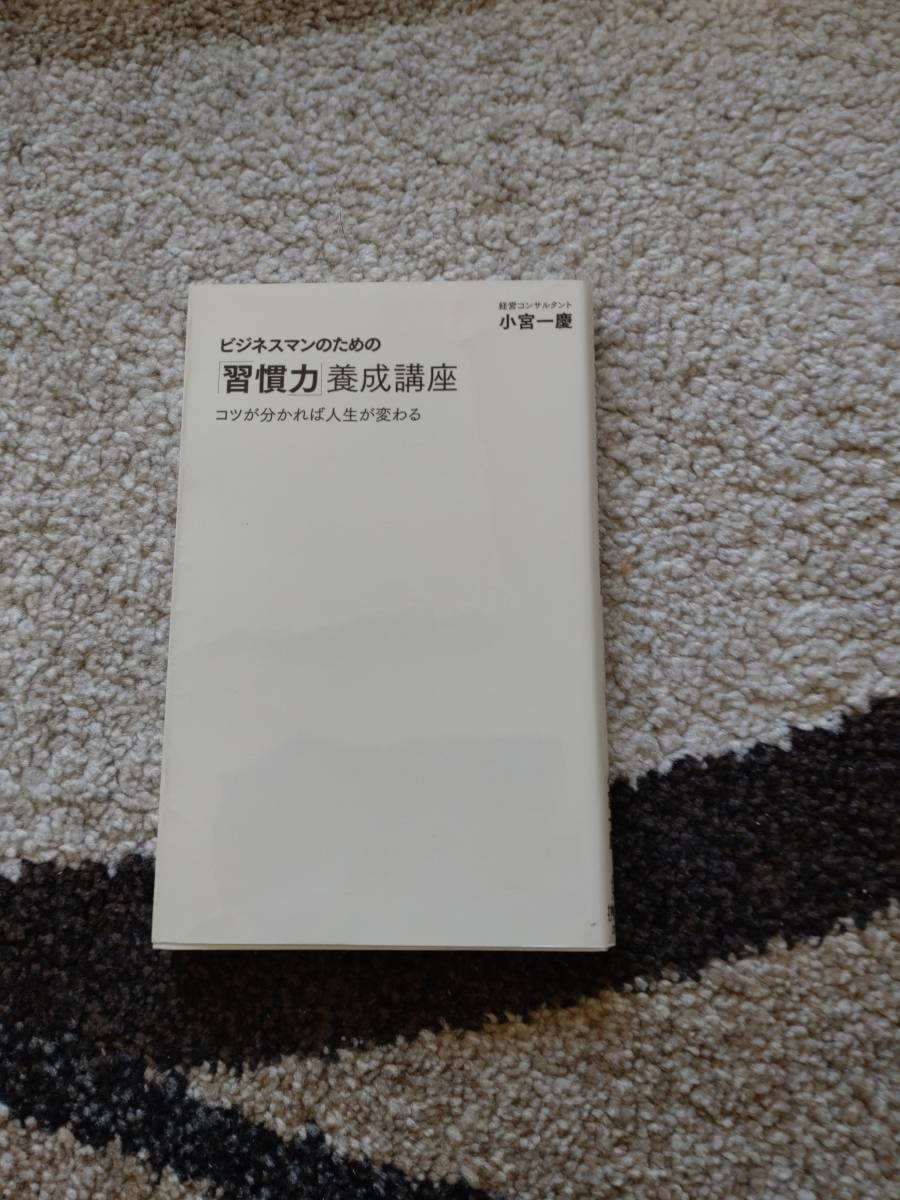 経営コンサルタント
小宮一慶
ビジネスマンのための
「習慣力」養成講座
コツが分かれば人生が変わる